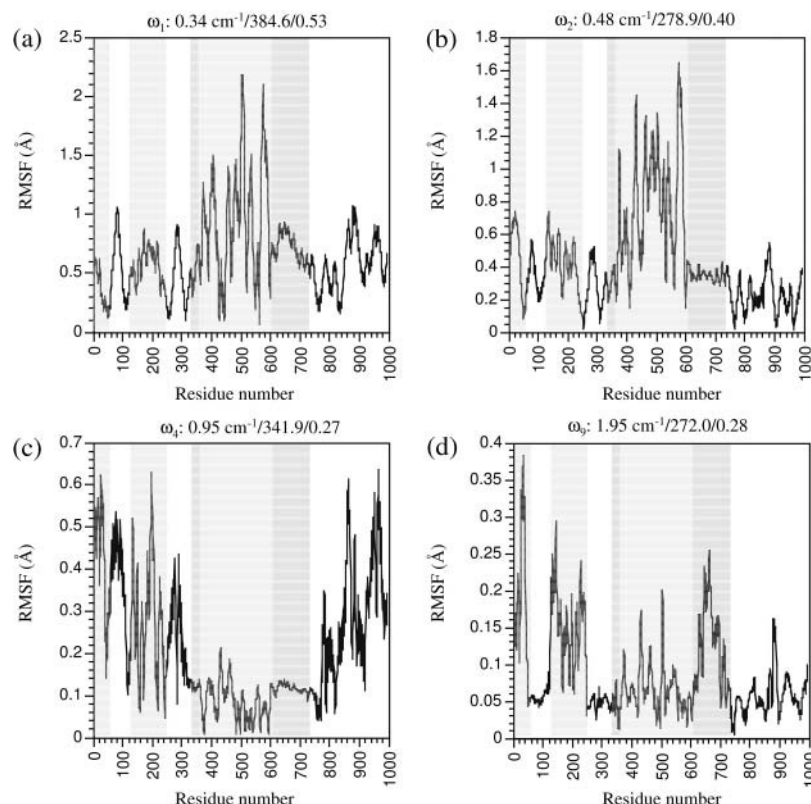 (a)
ω₁: 0.34 cm⁻¹/384.6/0.53
RMSF (Å)
2.5
2
1.5
1
0.5
0
0 100 200 300 400 500 600 700 800 900 1000
Residue number
(b)
ω₂: 0.48 cm⁻¹/278.9/0.40
RMSF (Å)
1.8
1.6
1.4
1.2
1
0.8
0.6
0.4
0.2
0
0 100 200 300 400 500 600 700 800 900 1000
Residue number
(c)
ω₄: 0.95 cm⁻¹/341.9/0.27
RMSF (Å)
0.7
0.6
0.5
0.4
0.3
0.2
0.1
0
0 100 200 300 400 500 600 700 800 900 1000
Residue number
(d)
ω₉: 1.95 cm⁻¹/272.0/0.28
RMSF (Å)
0.4
0.35
0.3
0.25
0.2
0.15
0.1
0.05
0
0 100 200 300 400 500 600 700 800 900 1000
Residue number